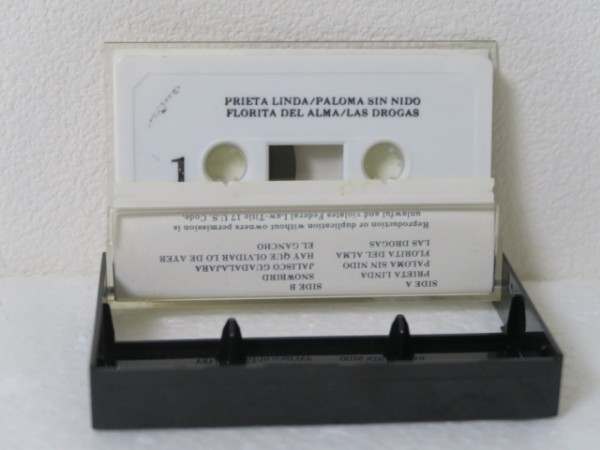 PRIETA LINDA/PALOMA SIN NIDO
FLORITA DEL ALMA/LAS DROGAS
1
SIDE A
PRIETA LINDA
PALOMA SIN NIDO
FLORITA DEL ALMA
LAS DROGAS
SIDE B
SNOWBIRD
JALISCO GUADALAJARA
HAY QUE OLVIDAR LO DE AYER
EL GANCHO
Reproduction or duplication without owners permission is
unlawful and violates Federal Law-Title 17 U.S. Code.